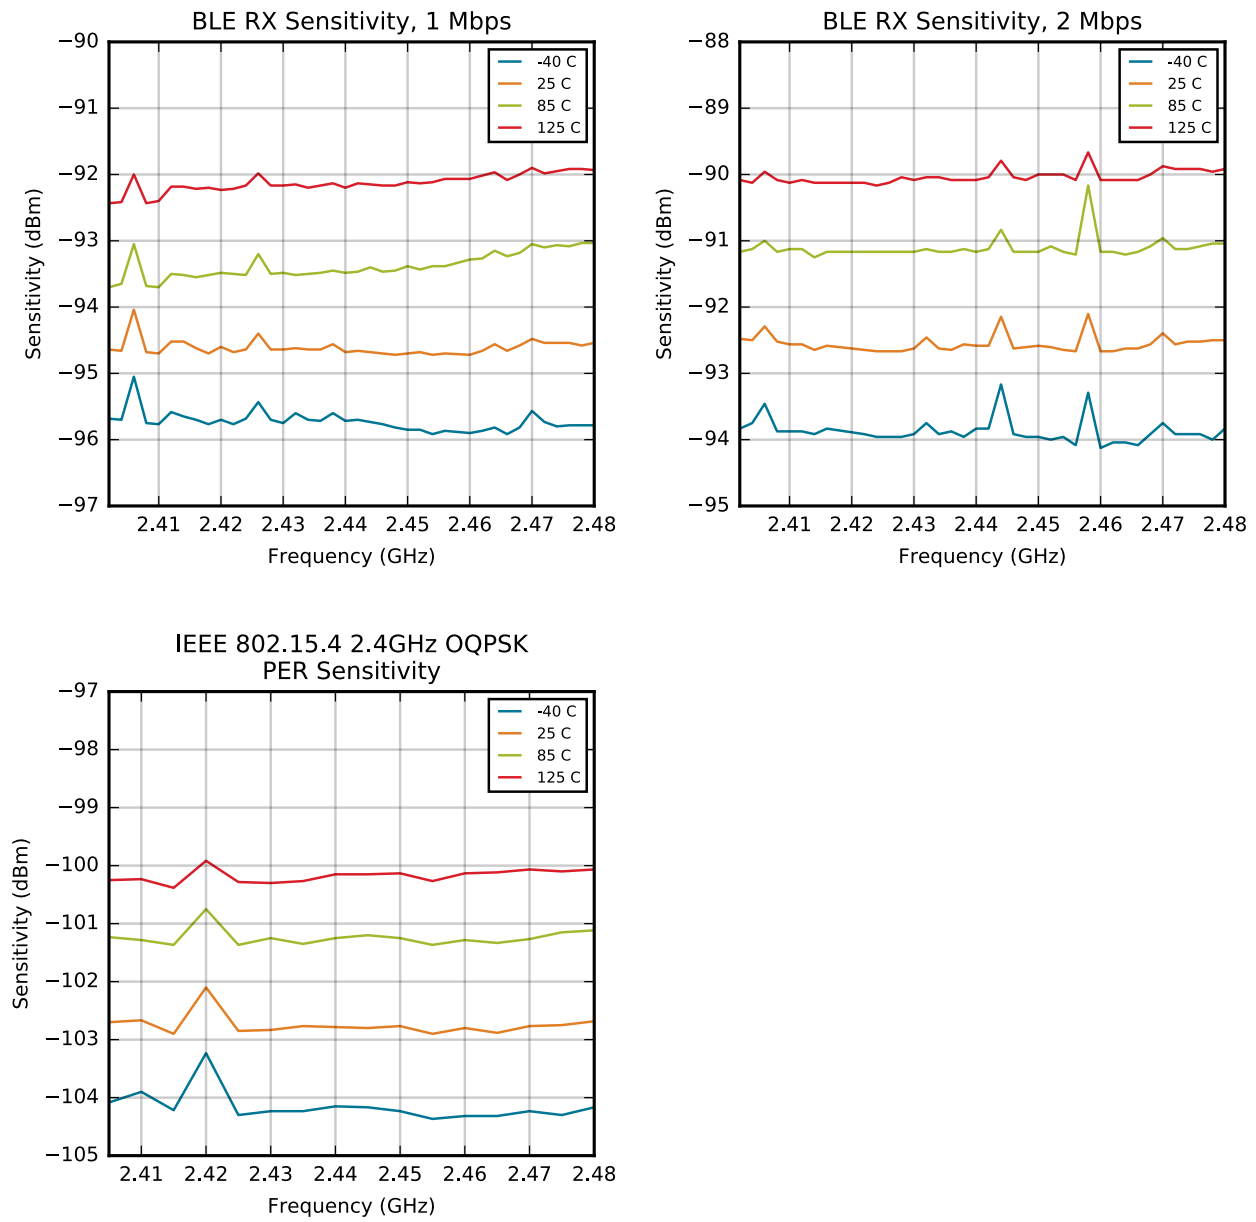 BLE RX Sensitivity, 1 Mbps
−90
−91
−92
−93
−94
−95
−96
−97
Sensitivity (dBm)
-40 C
25 C
85 C
125 C
2.41 2.42 2.43 2.44 2.45 2.46 2.47 2.48
Frequency (GHz)
BLE RX Sensitivity, 2 Mbps
−88
−89
−90
−91
−92
−93
−94
−95
Sensitivity (dBm)
-40 C
25 C
85 C
125 C
2.41 2.42 2.43 2.44 2.45 2.46 2.47 2.48
Frequency (GHz)
IEEE 802.15.4 2.4GHz OQPSK
PER Sensitivity
−97
−98
−99
−100
−101
−102
−103
−104
−105
Sensitivity (dBm)
-40 C
25 C
85 C
125 C
2.41 2.42 2.43 2.44 2.45 2.46 2.47 2.48
Frequency (GHz)